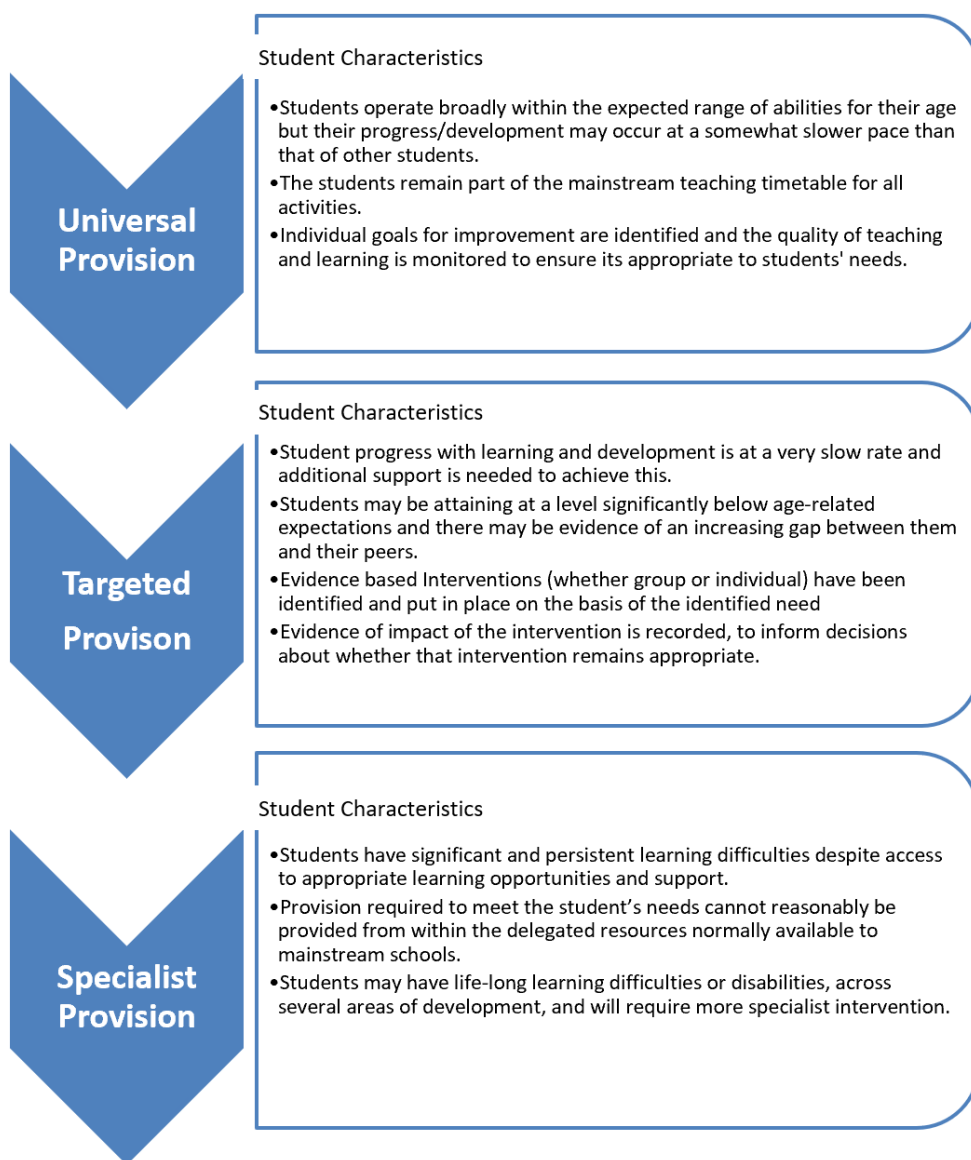 Universal
Provision
Student Characteristics
•Students operate broadly within the expected range of abilities for their age
but their progress/development may occur at a somewhat slower pace than
that of other students.
•The students remain part of the mainstream teaching timetable for all
activities.
•Individual goals for improvement are identified and the quality of teaching
and learning is monitored to ensure its appropriate to students' needs.
Targeted
Provison
Student Characteristics
•Student progress with learning and development is at a very slow rate and
additional support is needed to achieve this.
•Students may be attaining at a level significantly below age-related
expectations and there may be evidence of an increasing gap between them
and their peers.
•Evidence based Interventions (whether group or individual) have been
identified and put in place on the basis of the identified need
•Evidence of impact of the intervention is recorded, to inform decisions
about whether that intervention remains appropriate.
Specialist
Provision
Student Characteristics
•Students have significant and persistent learning difficulties despite access
to appropriate learning opportunities and support.
•Provision required to meet the student’s needs cannot reasonably be
provided from within the delegated resources normally available to
mainstream schools.
•Students may have life-long learning difficulties or disabilities, across
several areas of development, and will require more specialist intervention.